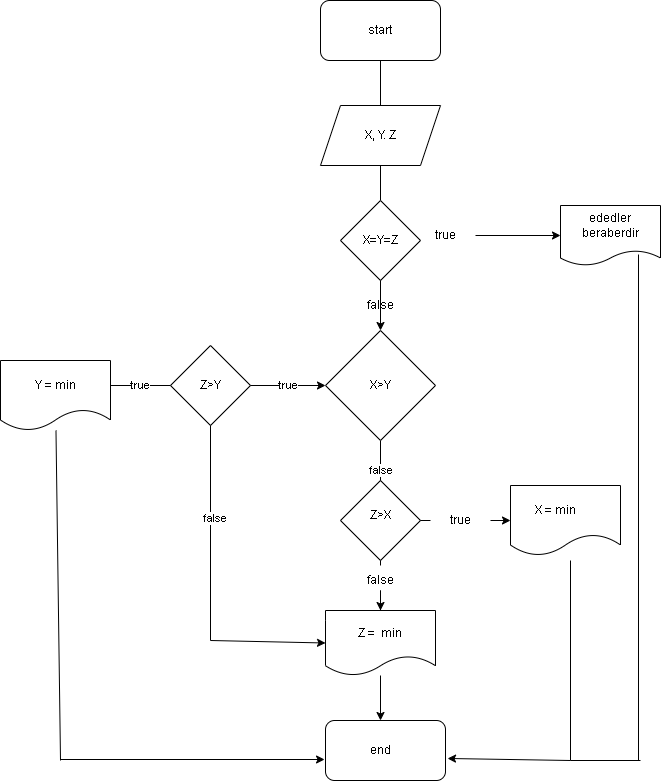 start
X, Y. Z
X=Y=Z
true
ededler
beraberdir
false
Y = min
true
Z>Y
true
X>Y
false
false
Z>X
true
X = min
false
Z =  min
end